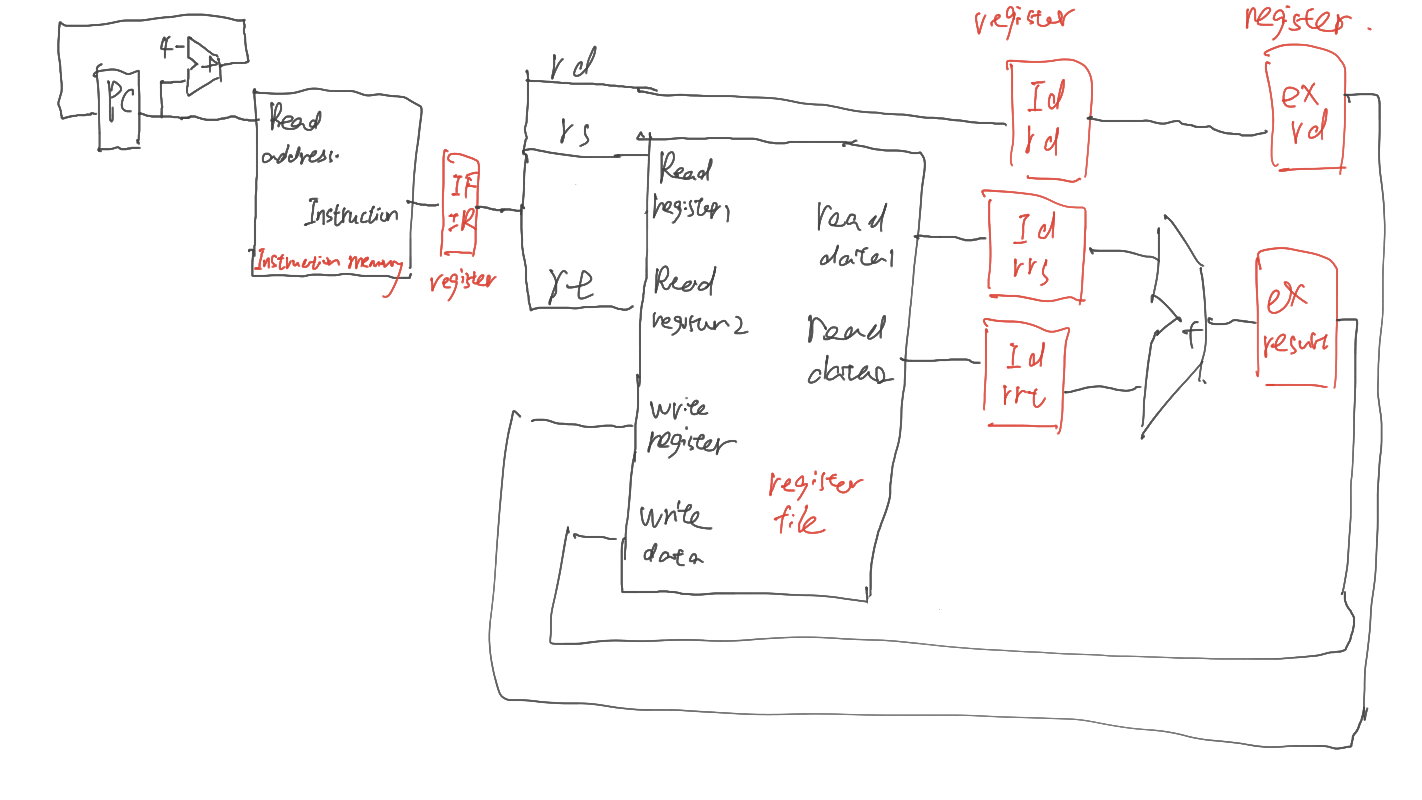 register
register.
4
+
PC
rd
Read
address.
Id
rd
ex
rd
rs
Read
register1
IF
IR
Instruction
read
data1
Id
rrs
Instruction memory
register
rt
Read
register2
read
data2
Id
rrt
+
ex
result
write
register
register
file
write
data